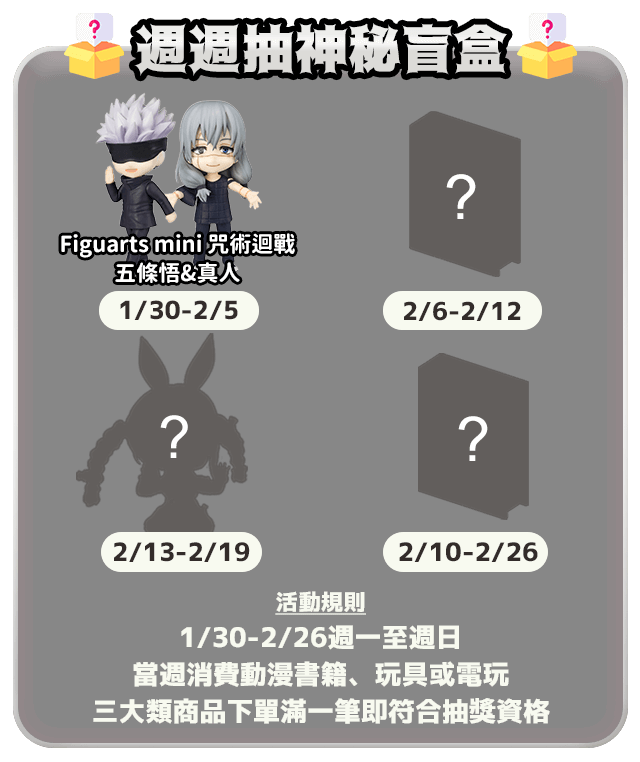 週週抽神秘盲盒
Figuarts mini 咒術迴戰
五條悟&真人
1/30-2/5
?
2/6-2/12
?
2/13-2/19
?
2/10-2/26
活動規則
1/30-2/26週一至週日
當週消費動漫書籍、玩具或電玩
三大類商品下單滿一筆即符合抽獎資格